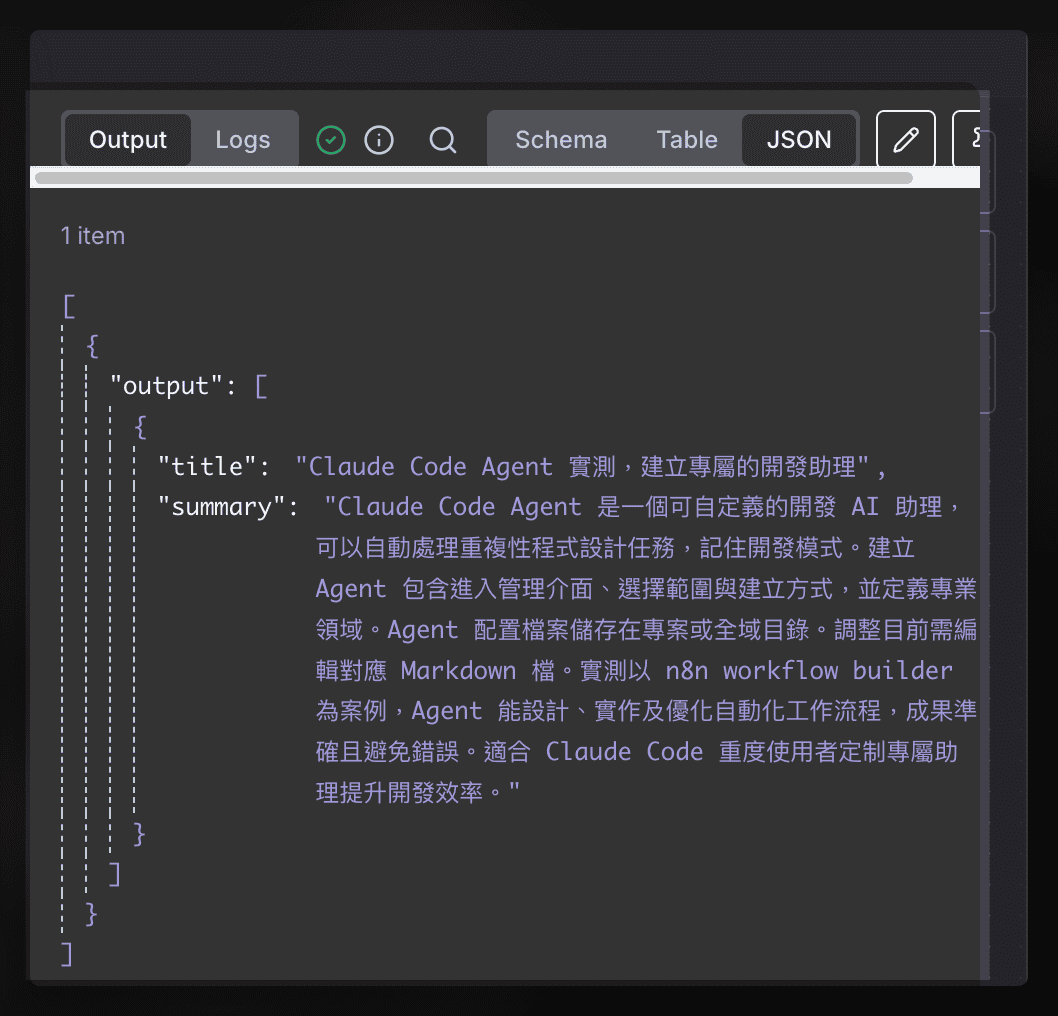 Output Logs Schema Table JSON
1 item
[
{
"output": [
{
"title": "Claude Code Agent 實測，建立專屬的開發助理",
"summary": "Claude Code Agent 是一個可自定義的開發 AI 助理，
可以自動處理重複性程式設計任務，記住開發模式。建立
Agent 包含進入管理介面、選擇範圍與建立方式，並定義專業
領域。Agent 配置檔案儲存在專案或全域目錄。調整目前需編
輯對應 Markdown 檔。實測以 n8n workflow builder
為案例，Agent 能設計、實作及優化自動化工作流程，成果準
確且避免錯誤。適合 Claude Code 重度使用者定制專屬助
理提升開發效率。"
}
]
}
]